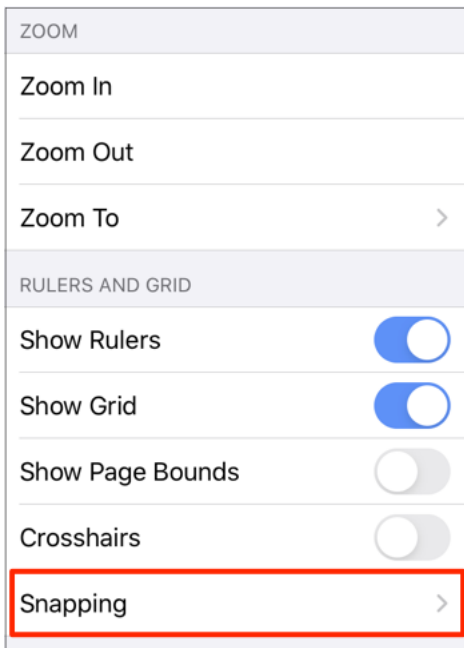 ZOOM
Zoom In
Zoom Out
Zoom To
RULERS AND GRID
Show Rulers
Show Grid
Show Page Bounds
Crosshairs
Snapping